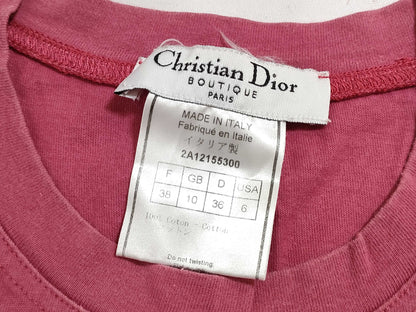 Christian Dior
BOUTIQUE
PARIS
MADE IN ITALY
Fabriqué en Italie
イタリア製
2A12155300
F GB D USA
38 10 36 6
100% Coton - Cotton
Do not twisting.